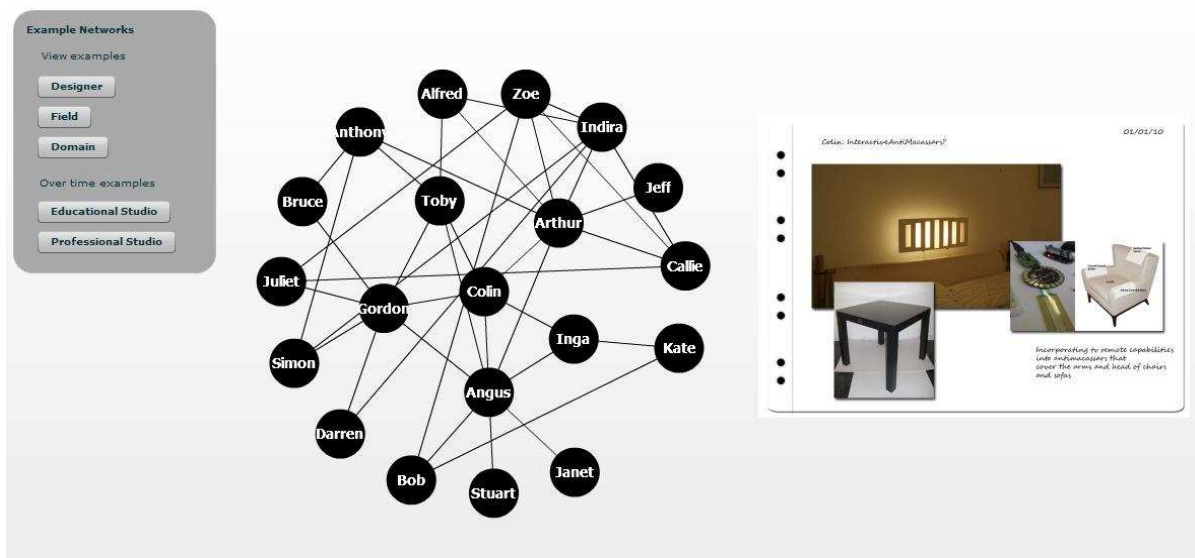 Example Networks
View examples
Designer
Field
Domain
Over time examples
Educational Studio
Professional Studio
Alfred
Zoe
Anthony
Indira
Bruce
Toby
Jeff
Arthur
Juliet
Colin
Callie
Gordon
Simon
Inga
Kate
Angus
Darren
Bob
Stuart
Janet
01/01/10
Colin: InteractiveAntiMacassars?
Incorporating tv remote capabilities
into antimacassars that
cover the arms and head of chairs
and sofas